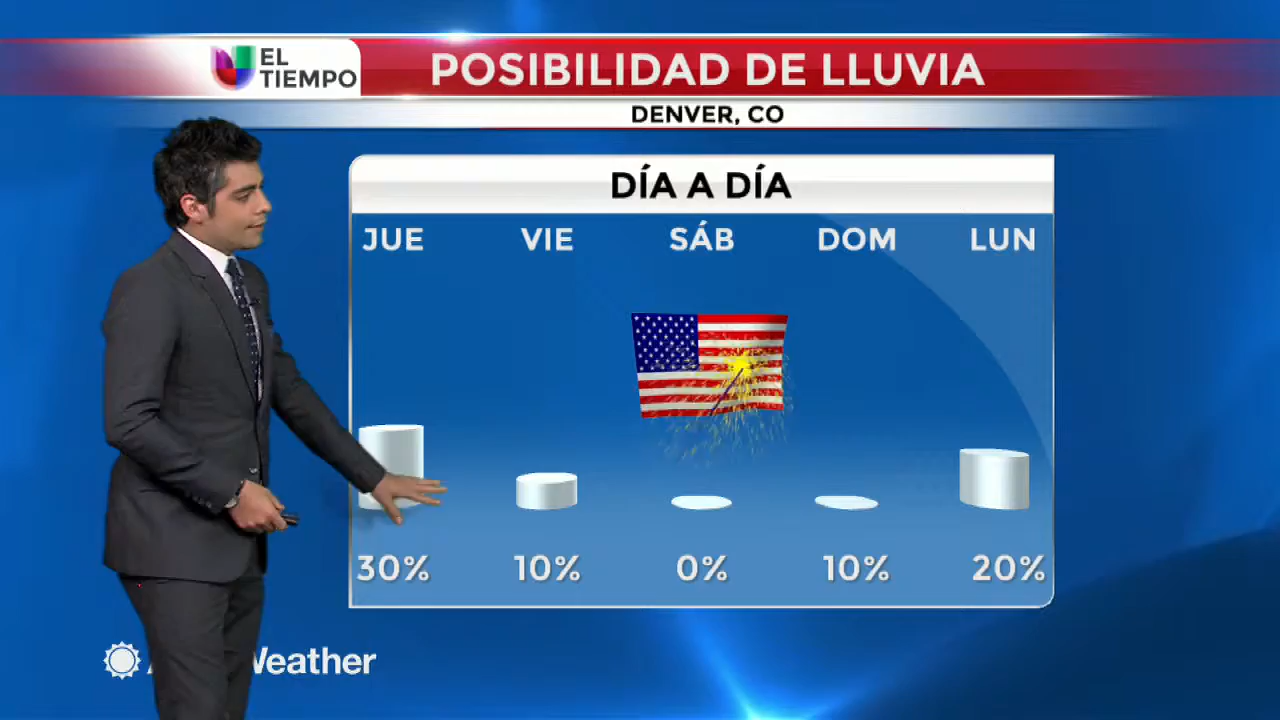 EL
TIEMPO
POSIBILIDAD DE LLUVIA
DENVER, CO
DÍA A DÍA
JUE VIE SÁB DOM LUN
30% 10% 0% 10% 20%
Weather